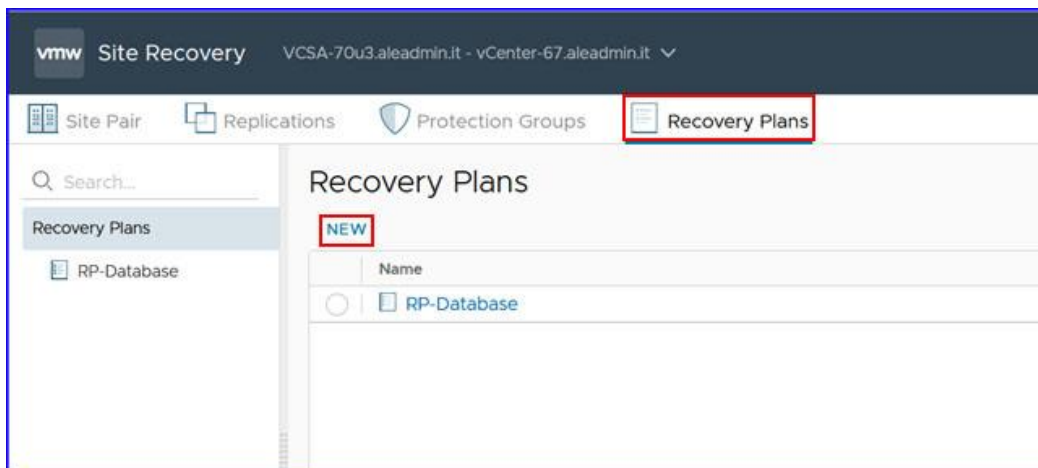 vmw Site Recovery VCSA-70u3.aleadmin.it - vCenter-67.aleadmin.it
Site Pair Replications Protection Groups Recovery Plans
Search...
Recovery Plans
RP-Database
Recovery Plans
NEW
Name
RP-Database